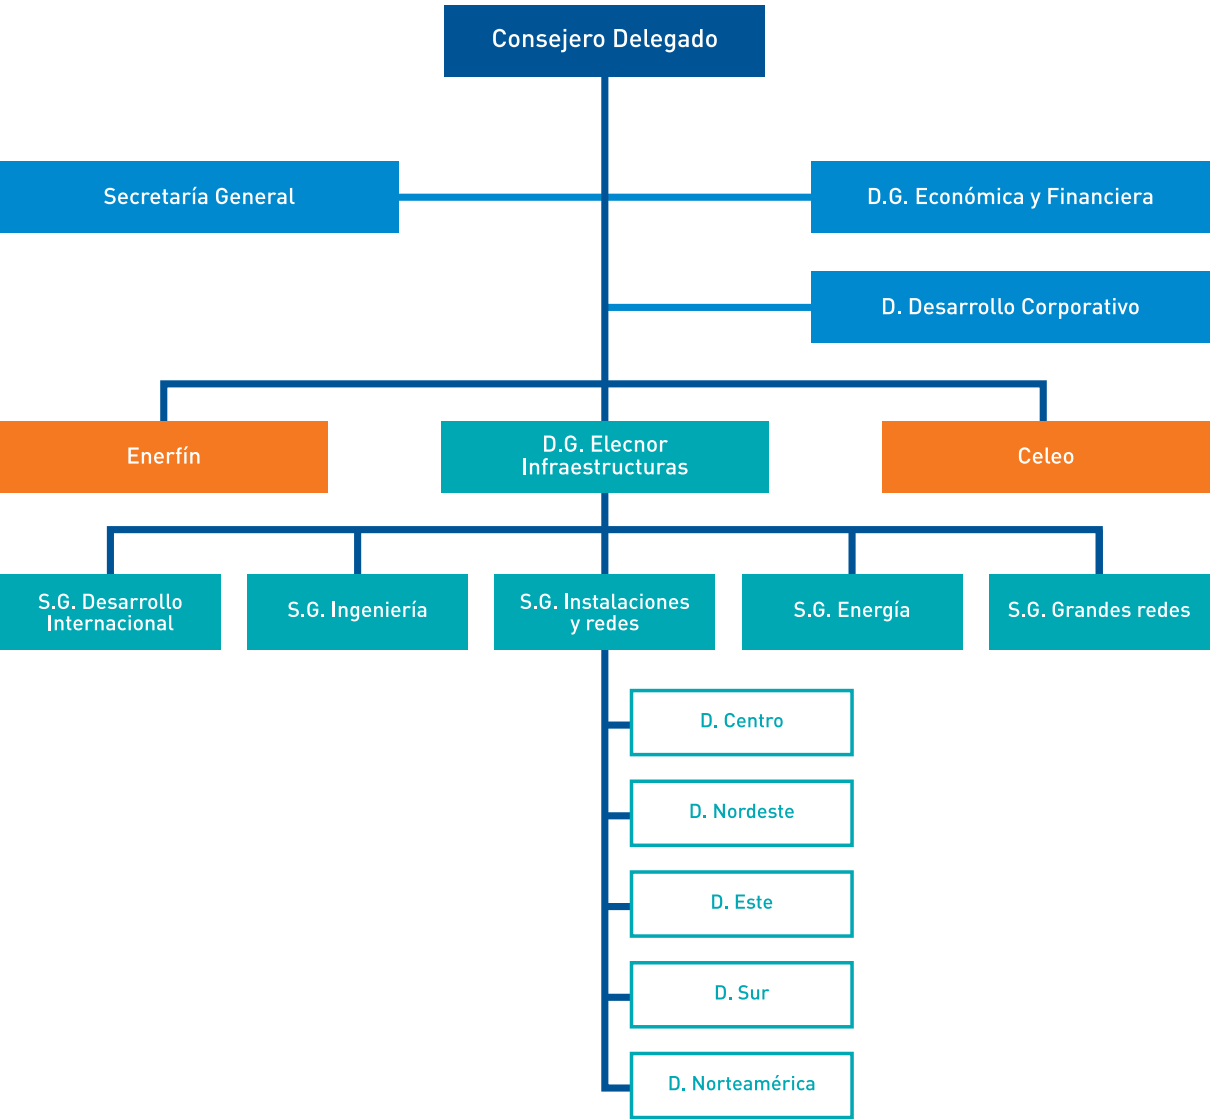 Consejero Delegado
Secretaría General
D.G. Económica y Financiera
D. Desarrollo Corporativo
Enerfín
D.G. Elecnor
Infraestructuras
Celeo
S.G. Desarrollo
Internacional
S.G. Ingeniería
S.G. Instalaciones
y redes
S.G. Energía
S.G. Grandes redes
D. Centro
D. Nordeste
D. Este
D. Sur
D. Norteamérica